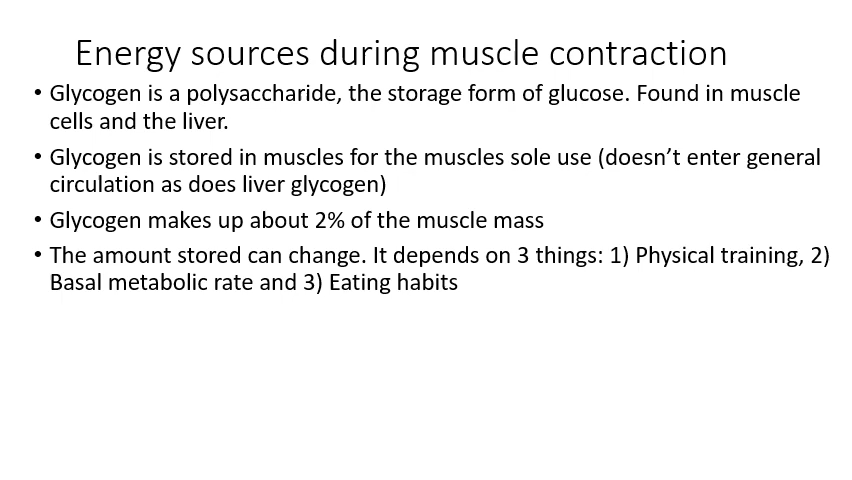 Energy sources during muscle contraction
• Glycogen is a polysaccharide, the storage form of glucose. Found in muscle
cells and the liver.
• Glycogen is stored in muscles for the muscles sole use (doesn’t enter general
circulation as does liver glycogen)
• Glycogen makes up about 2% of the muscle mass
• The amount stored can change. It depends on 3 things: 1) Physical training, 2)
Basal metabolic rate and 3) Eating habits